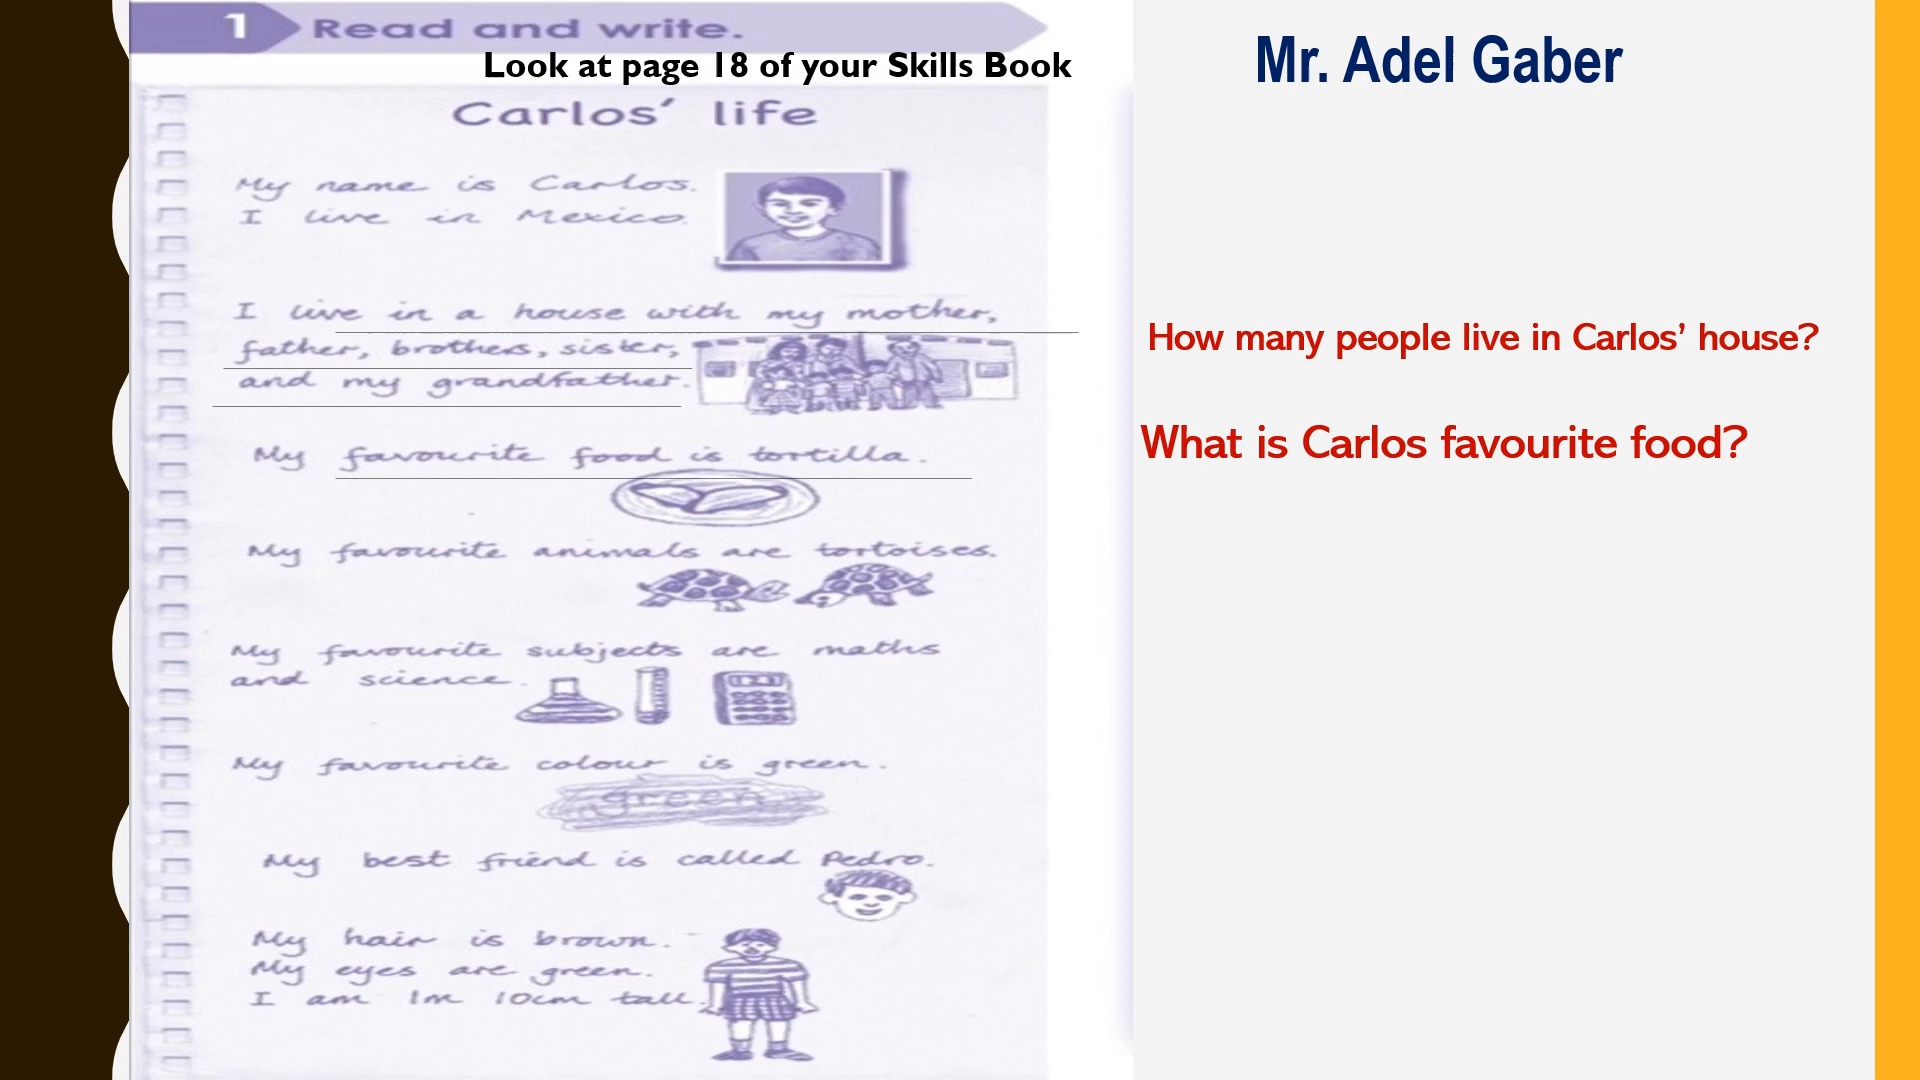 1 Read and write.
Look at page 18 of your Skills Book
Carlos' life
My name is Carlos.
I live in Mexico.
I live in a house with my mother,
father, brothers, sister,
and my grandfather.
My favourite food is tortilla.
My favourite animals are tortoises.
My favourite subjects are maths
and science.
My favourite colour is green.
green
My best friend is called Pedro.
My hair is brown.
My eyes are green.
I am 1m 10cm tall.
Mr. Adel Gaber
How many people live in Carlos' house?
What is Carlos favourite food?